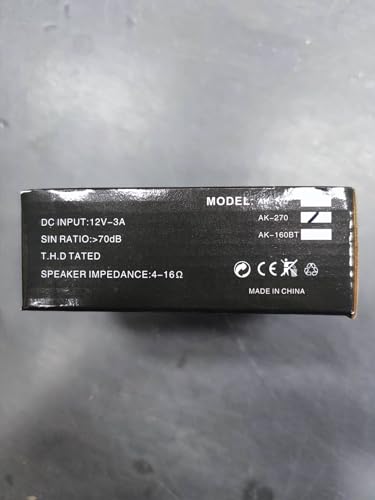 MODEL:
DC INPUT:12V-3A
AK-270
SIN RATIO:>70dB
AK-160BT
T.H.D TATED
SPEAKER IMPEDANCE:4-16Ω
CE
MADE IN CHINA